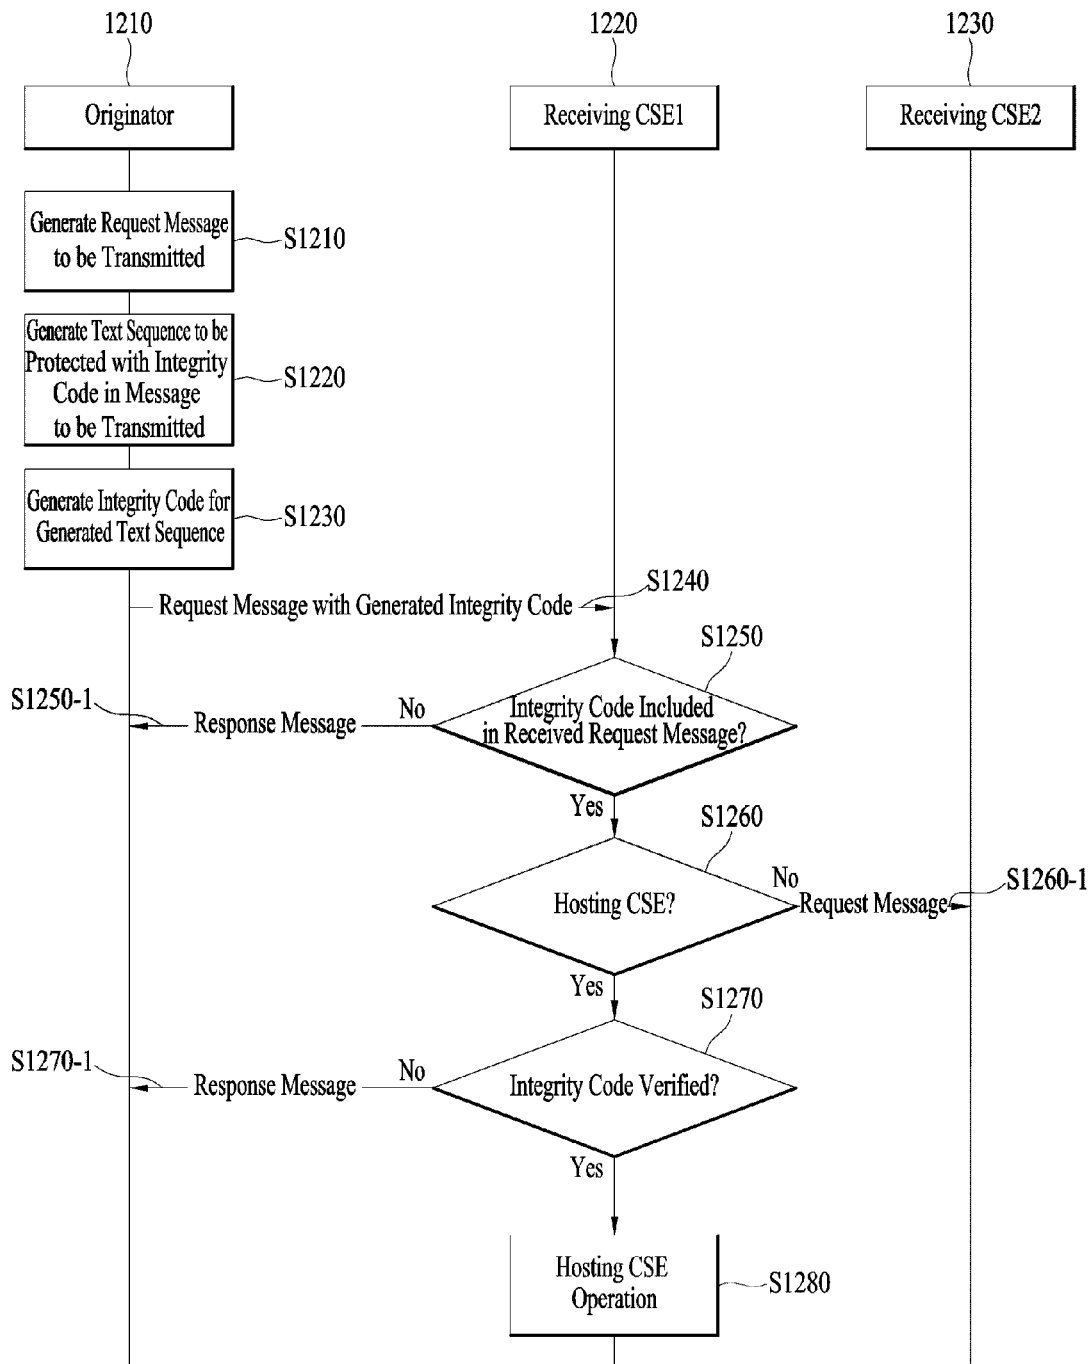 1210
1220
1230
Originator
Receiving CSE1
Receiving CSE2
Generate Request Message
to be Transmitted
S1210
Generate Text Sequence to be
Protected with Integrity
Code in Message
to be Transmitted
S1220
Generate Integrity Code for
Generated Text Sequence
S1230
Request Message with Generated Integrity Code
S1240
S1250
S1250-1
Response Message
No
Integrity Code Included
in Received Request Message?
Yes
S1260
Hosting CSE?
No
Request Message
S1260-1
Yes
S1270
S1270-1
Response Message
No
Integrity Code Verified?
Yes
Hosting CSE
Operation
S1280